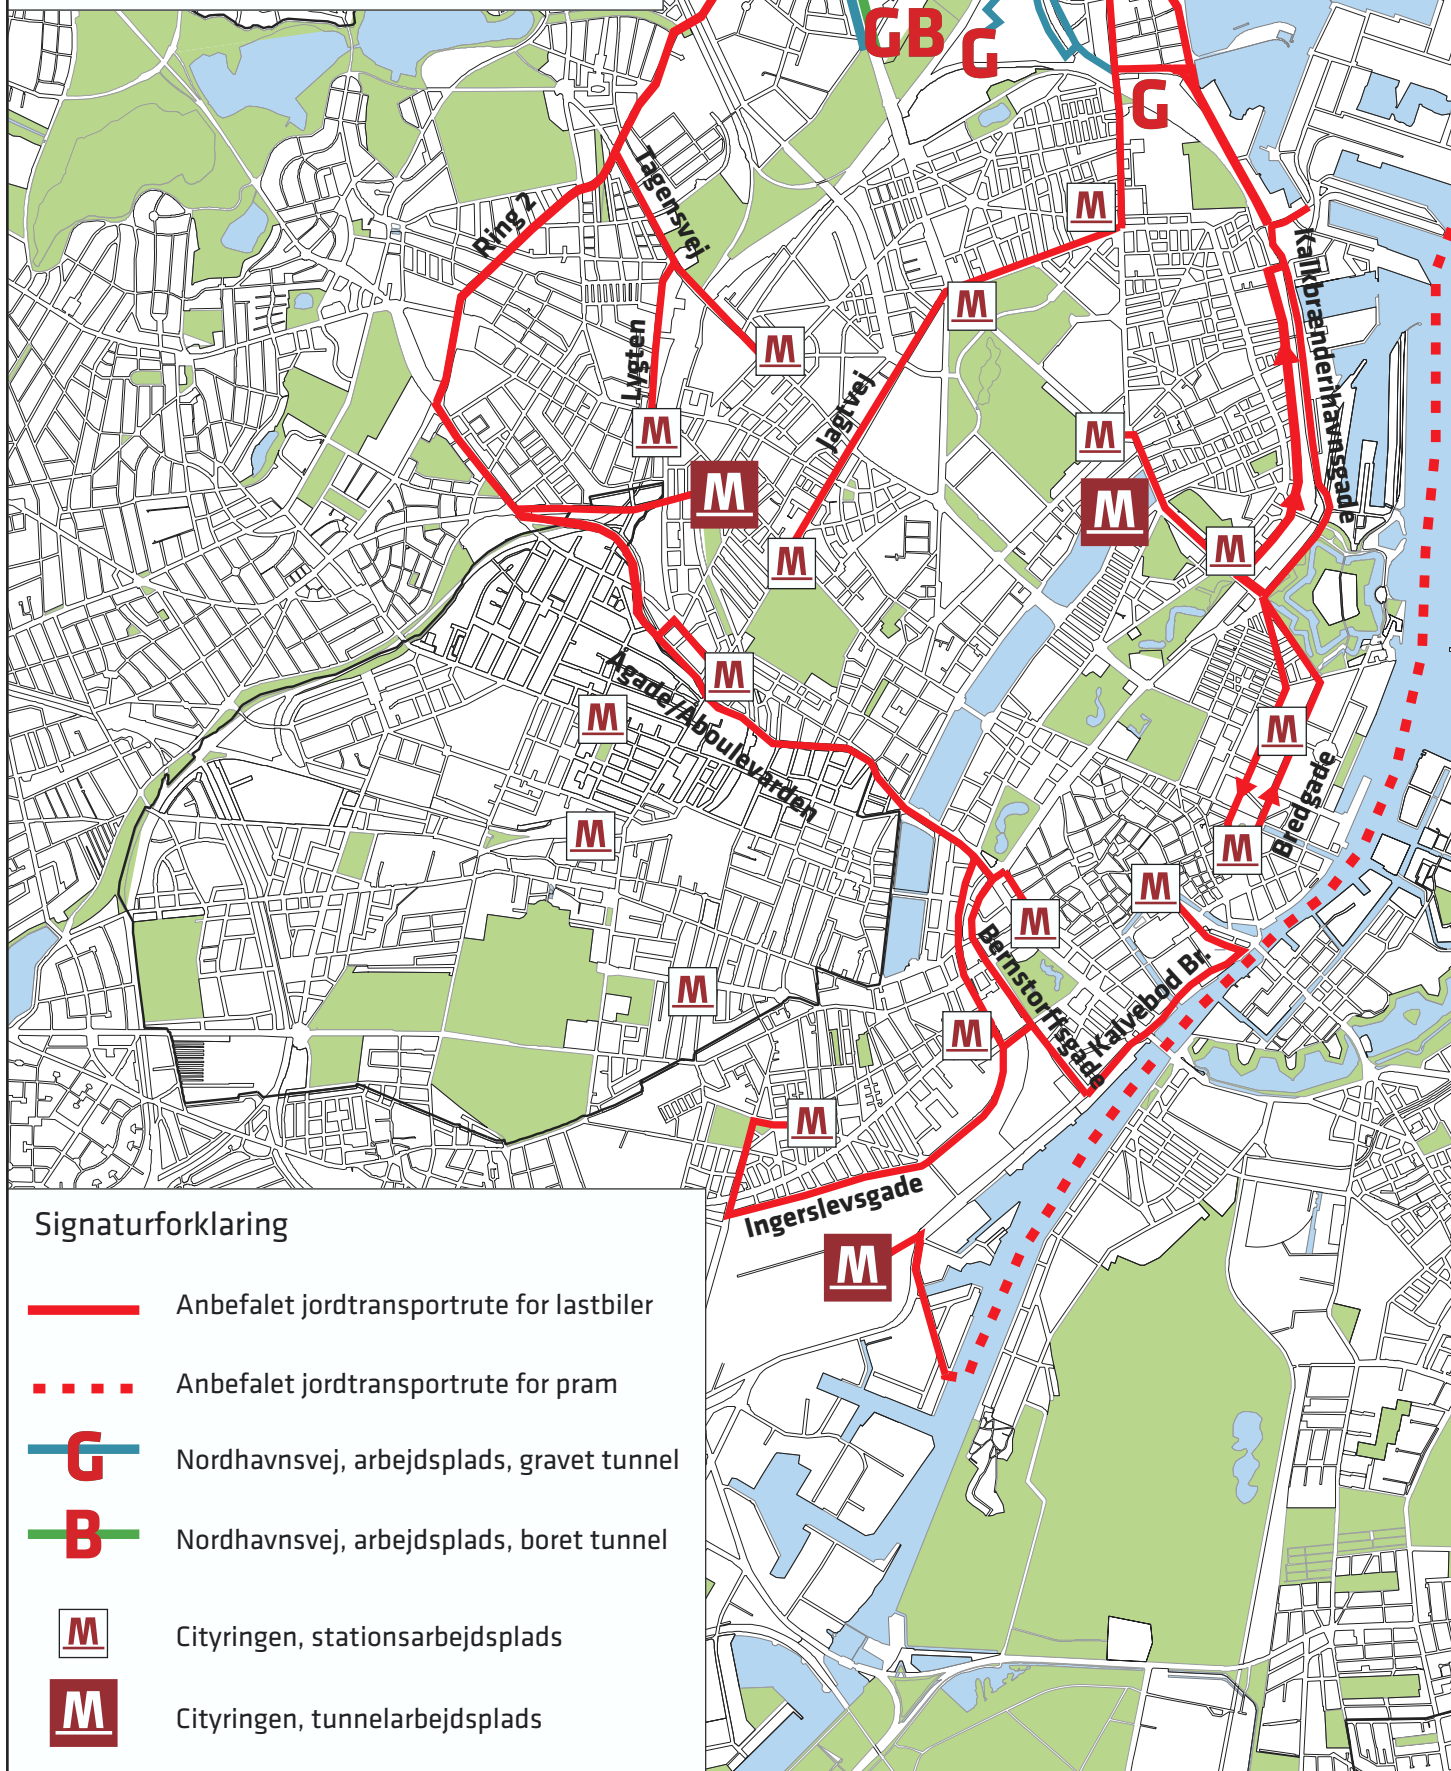 GB
G
G
Tagensvej
Ring 2
M
M
Kalkbrænderihavnsgade
Lygten
M
Jagtvej
M
M
M
M
M
M
M
Ågade/Åboulevarden
M
M
M
Bredgade
M
M
M
M
Bernstorffsgade
Kalvebod Br.
M
M
M
Ingerslevsgade
M
Signaturforklaring
Anbefalet jordtransportrute for lastbiler
Anbefalet jordtransportrute for pram
G Nordhavnsvej, arbejdsplads, gravet tunnel
B Nordhavnsvej, arbejdsplads, boret tunnel
M Cityringen, stationsarbejdsplads
M Cityringen, tunnelarbejdsplads